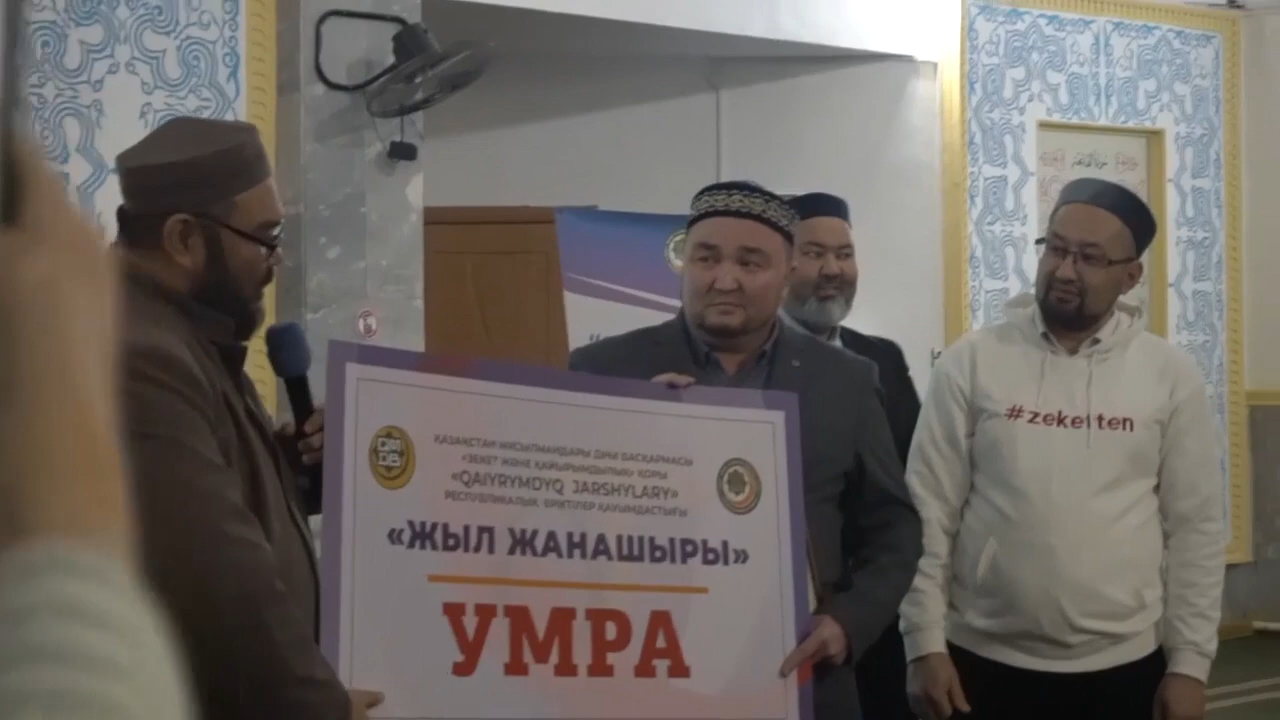 ҚАЗАҚСТАН МҰСЫЛМАНДАРЫ ДІНИ БАСҚАРМАСЫ
«ЗЕКЕТ ЖӘНЕ ҚАЙЫРЫМДЫЛЫҚ» ҚОРЫ
«QAIYRYMDYQ JARSHYLARY»
РЕСПУБЛИКАЛЫҚ ЕРІКТІЛЕР ҚАУЫМДАСТЫҒЫ
«ЖЫЛ ЖАНАШЫРЫ»
УМРА
#zeketten